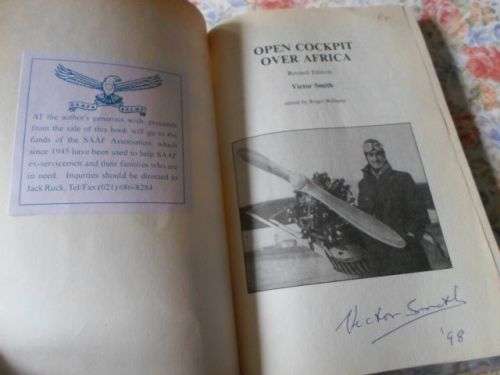 AT the author's generous wish, proceeds
from the sale of this book will go to the
funds of the SAAF Association, which
since 1945 have been used to help SAAF
ex-servicemen and their families who are
in need. Inquiries should be directed to
Jack Ruck, Tel/Fax (021) 686-8284
OPEN COCKPIT
OVER AFRICA
Revised Edition
Victor Smith
edited by Roger Williams
Victor Smith
'98